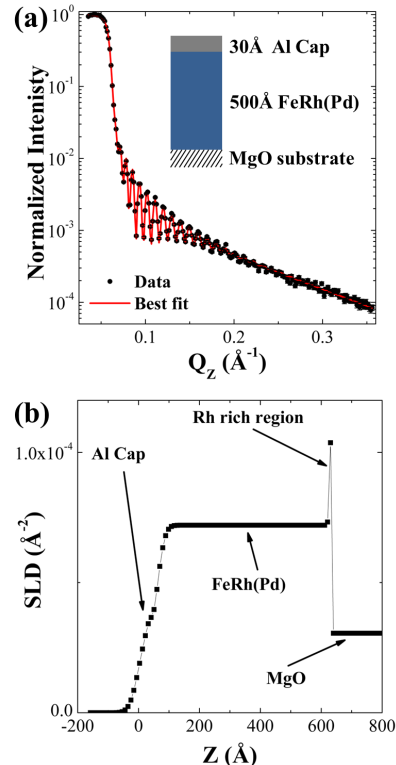 (a)
10⁰
10⁻¹
10⁻²
10⁻³
10⁻⁴
Normalized Intenisty
30Å Al Cap
500Å FeRh(Pd)
MgO substrate
Data
Best fit
0.1 0.2 0.3
Q_Z (Å⁻¹)
(b)
Rh rich region
1.0x10⁻⁴
Al Cap
SLD (Å⁻²)
FeRh(Pd)
MgO
0.0
-200 0 200 400 600 800
Z (Å)